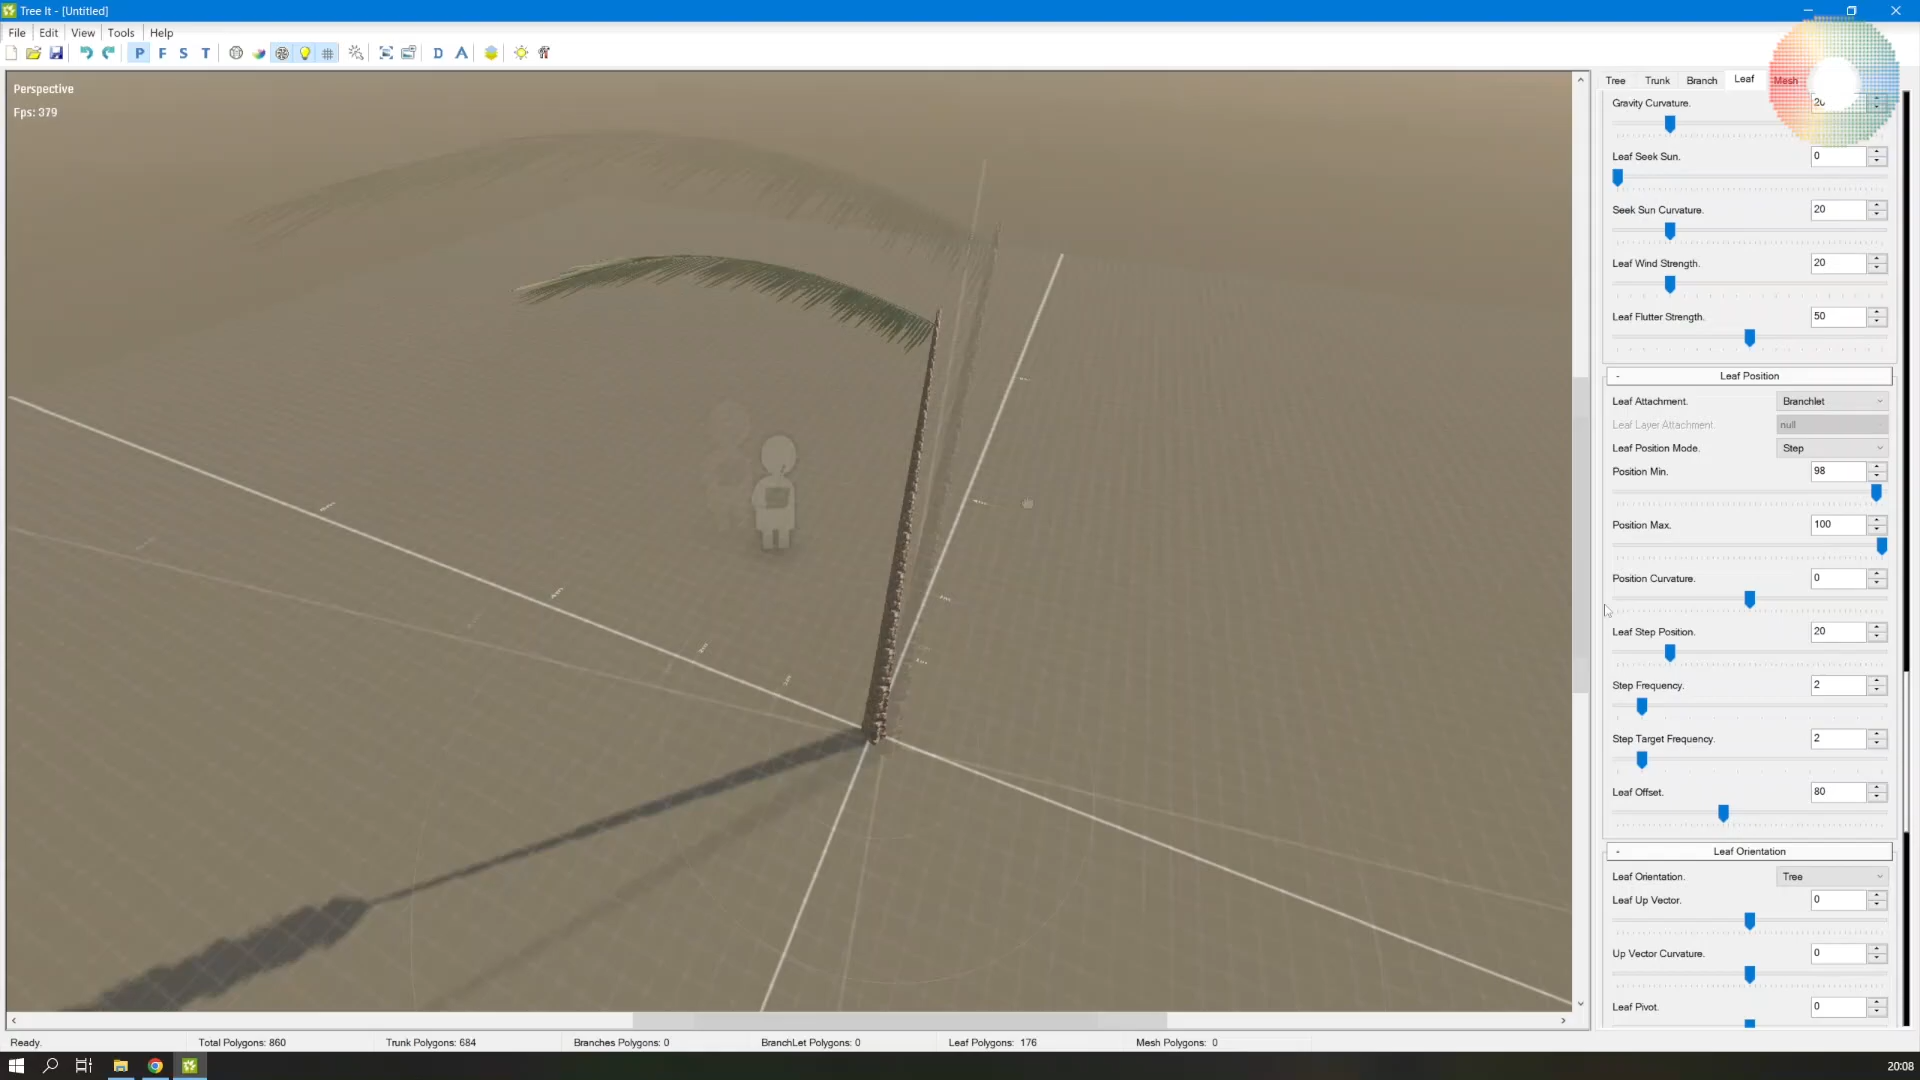 Tree It - [Untitled]
File Edit View Tools Help
P F S T D A
Perspective
Fps: 379
Tree Trunk Branch Leaf Mesh
Gravity Curvature. 20
Leaf Seek Sun. 0
Seek Sun Curvature. 20
Leaf Wind Strength. 20
Leaf Flutter Strength. 50
- Leaf Position
Leaf Attachment. Branchlet
Leaf Layer Attachment. null
Leaf Position Mode. Step
Position Min. 98
Position Max. 100
Position Curvature. 0
Leaf Step Position. 20
Step Frequency. 2
Step Target Frequency. 2
Leaf Offset. 80
- Leaf Orientation
Leaf Orientation. Tree
Leaf Up Vector. 0
Up Vector Curvature. 0
Leaf Pivot. 0
Ready. Total Polygons: 860 Trunk Polygons: 684 Branches Polygons: 0 BranchLet Polygons: 0 Leaf Polygons: 176 Mesh Polygons: 0
20:08